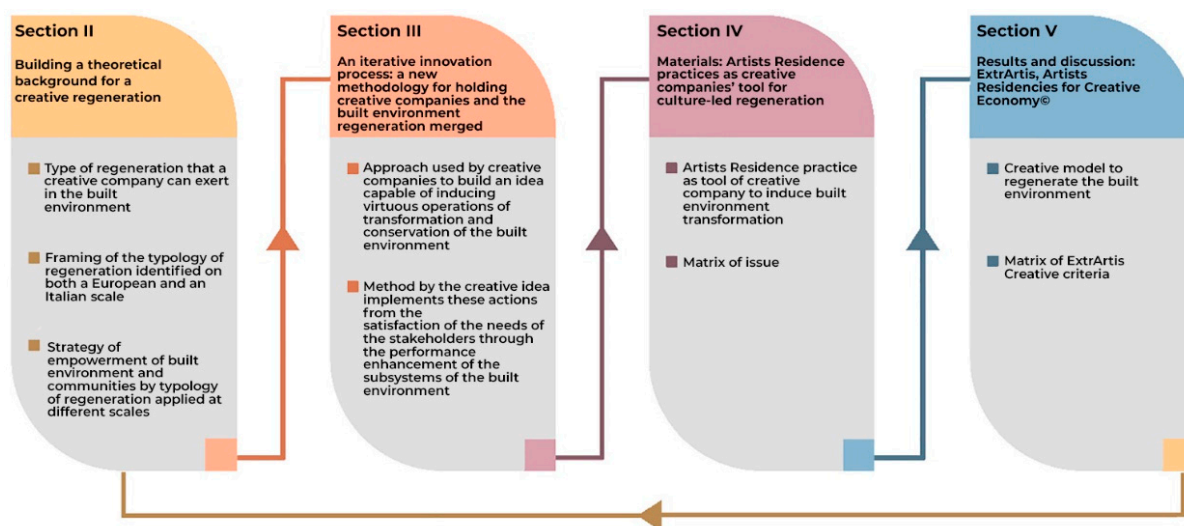 Section II
Building a theoretical
background for a
creative regeneration
Type of regeneration that a
creative company can exert
in the built
environment
Framing of the typology of
regeneration identified on
both a European and an
Italian scale
Strategy of
empowerment of built
environment and
communities by typology
of regeneration applied at
different scales
Section III
An iterative innovation
process: a new
methodology for holding
creative companies and the
built environment
regeneration merged
Approach used by creative
companies to build an idea
capable of inducing
virtuous operations of
transformation and
conservation of the built
environment
Method by the creative idea
implements these actions
from the
satisfaction of the needs of
the stakeholders through
the performance
enhancement of the
subsystems of the built
environment
Section IV
Materials: Artists Residence
practices as creative
companies’ tool for
culture-led regeneration
Artists Residence practice
as tool of creative
company to induce built
environment
transformation
Matrix of issue
Section V
Results and discussion:
ExtrArtis, Artists
Residencies for Creative
Economy©
Creative model to
regenerate the built
environment
Matrix of ExtrArtis
Creative criteria